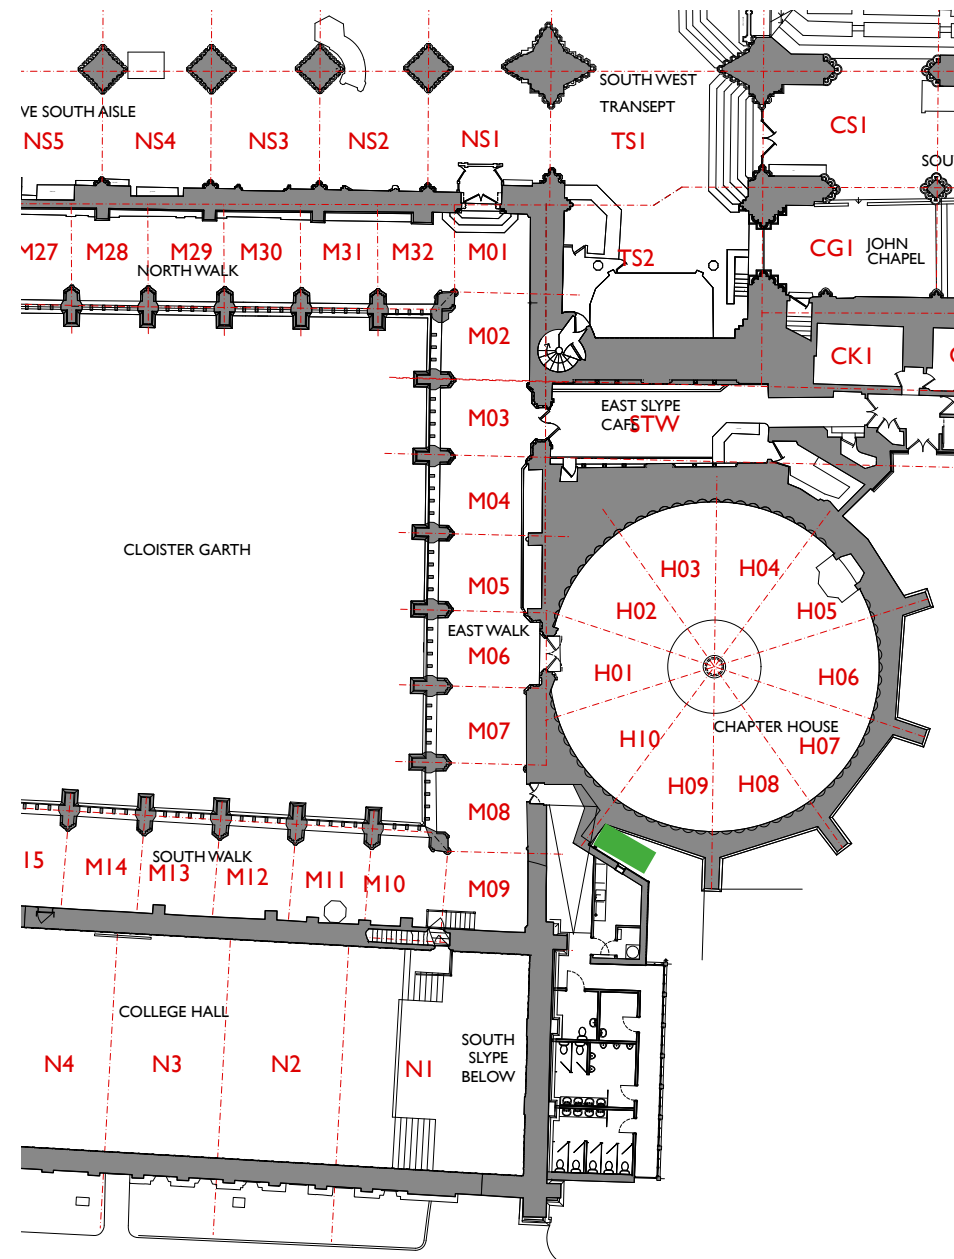 SOUTH WEST
TRANSEPT
VE SOUTH AISLE
NS5
NS4
NS3
NS2
NS1
TS1
CS1
SOU
M27
M28
M29
M30
M31
M32
M01
TS2
CG1
JOHN
CHAPEL
NORTH WALK
M02
CK1
C
M03
EAST SLYPE
CAFE
STW
M04
CLOISTER GARTH
M05
H03
H04
H02
H05
EAST WALK
M06
H01
H06
M07
H10
CHAPTER HOUSE
H07
H09
H08
M08
15
M14
SOUTH WALK
M13
M12
M11
M10
M09
COLLEGE HALL
N4
N3
N2
N1
SOUTH
SLYPE
BELOW